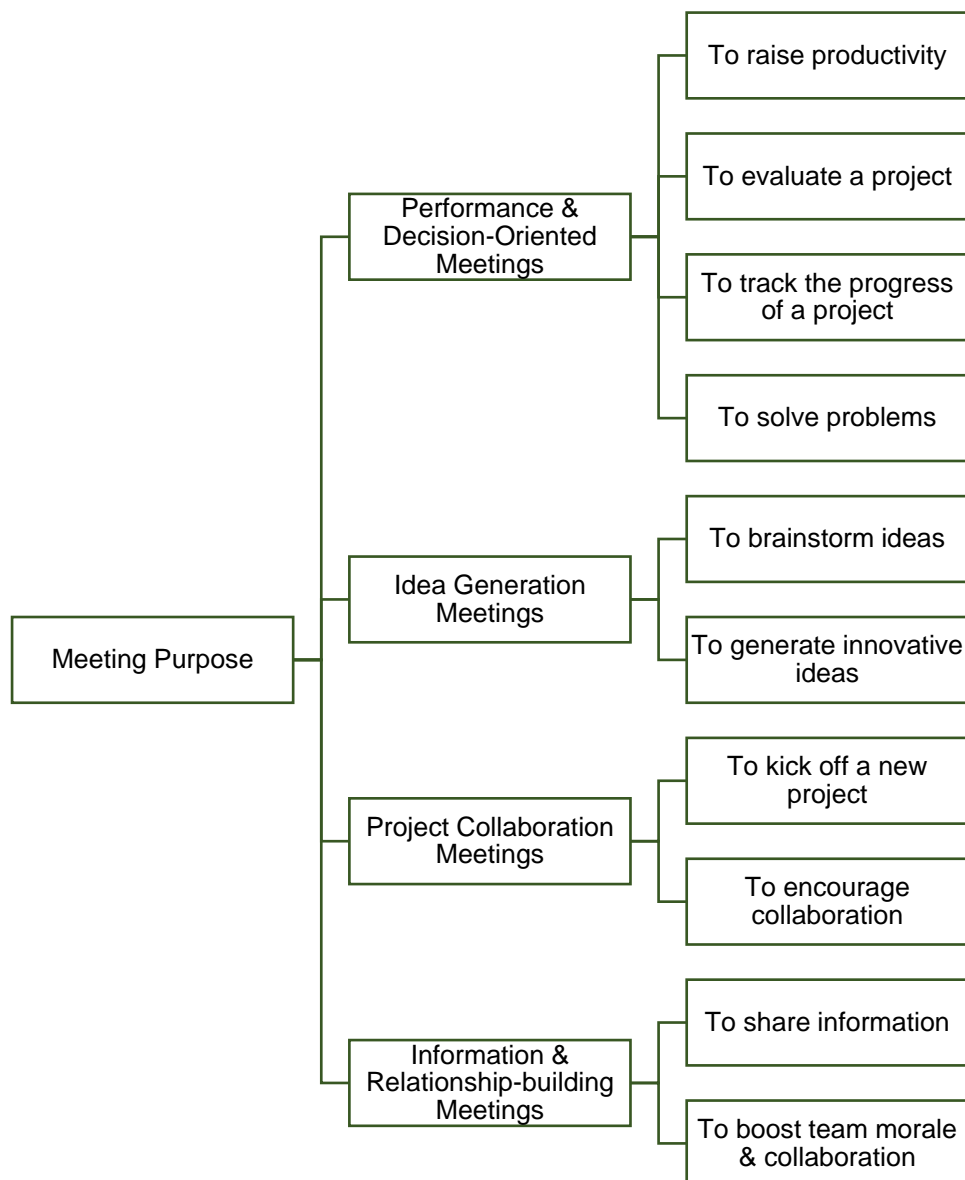 Meeting Purpose
Performance &
Decision-Oriented
Meetings
To raise productivity
To evaluate a project
To track the progress
of a project
To solve problems
Idea Generation
Meetings
To brainstorm ideas
To generate innovative
ideas
Project Collaboration
Meetings
To kick off a new
project
To encourage
collaboration
Information &
Relationship-building
Meetings
To share information
To boost team morale
& collaboration